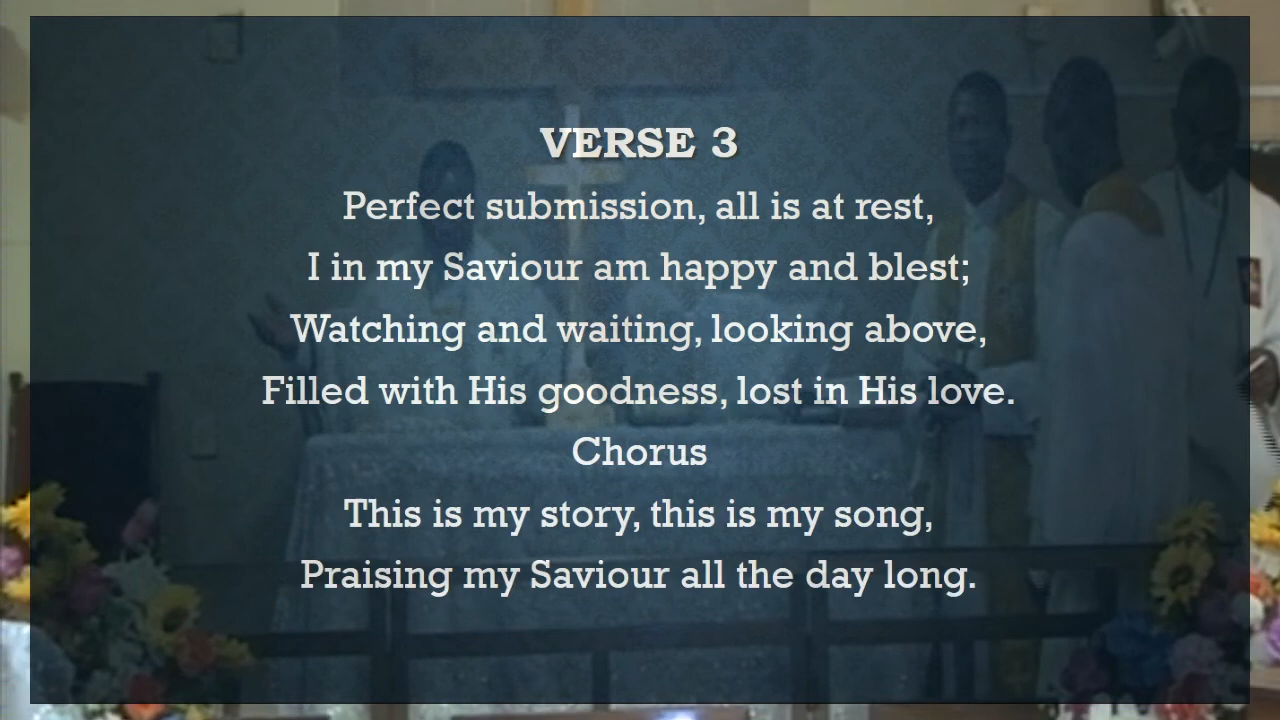 VERSE 3
Perfect submission, all is at rest,
I in my Saviour am happy and blest;
Watching and waiting, looking above,
Filled with His goodness, lost in His love.
Chorus
This is my story, this is my song,
Praising my Saviour all the day long.